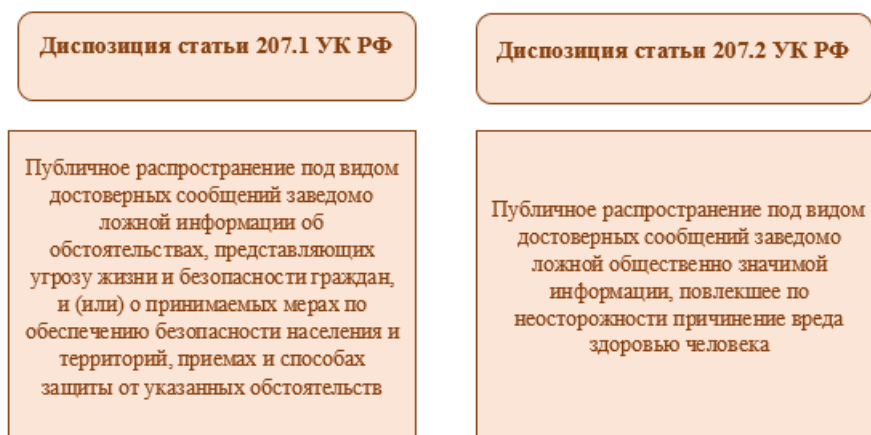 Диспозиция статьи 207.1 УК РФ
Диспозиция статьи 207.2 УК РФ
Публичное распространение под видом
достоверных сообщений заведомо
ложной информации об
обстоятельствах, представляющих
угрозу жизни и безопасности граждан,
и (или) о принимаемых мерах по
обеспечению безопасности населения и
территорий, приемах и способах
защиты от указанных обстоятельств
Публичное распространение под видом
достоверных сообщений заведомо
ложной общественно значимой
информации, повлекшее по
неосторожности причинение вреда
здоровью человека